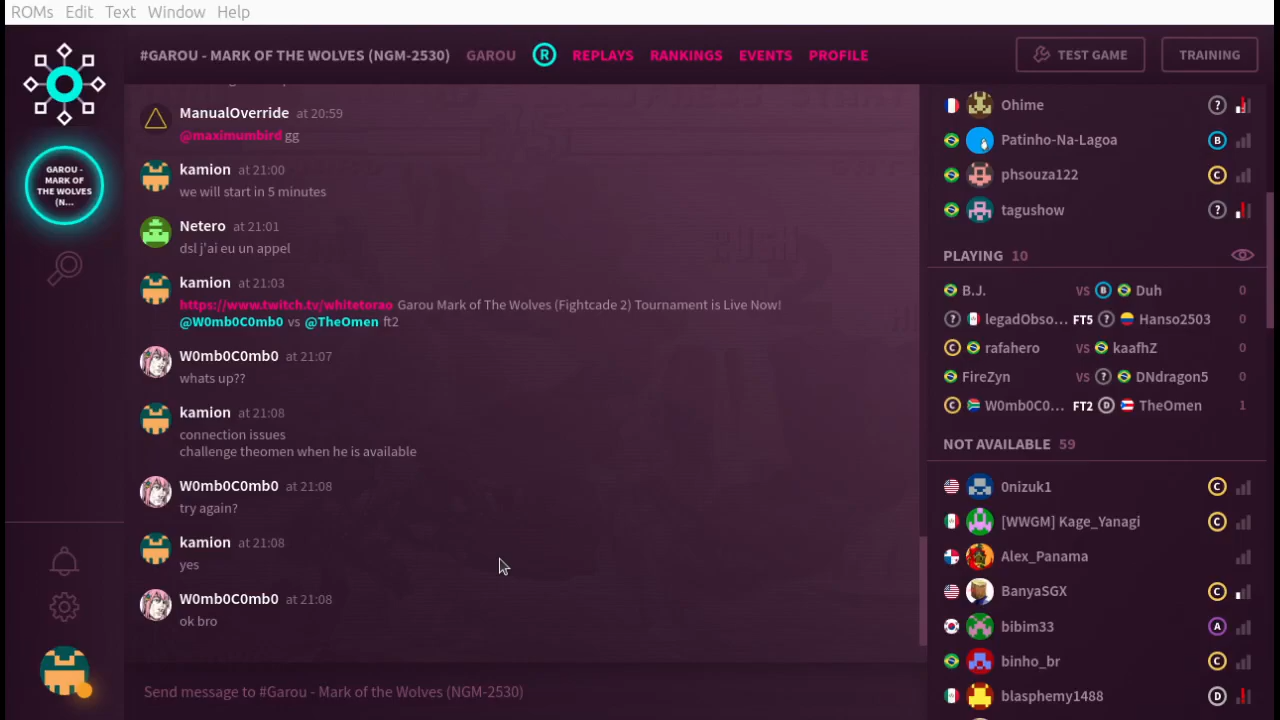 ROMs Edit Text Window Help
#GAROU - MARK OF THE WOLVES (NGM-2530) GAROU R REPLAYS RANKINGS EVENTS PROFILE TEST GAME TRAINING
GAROU -
MARK OF
THE WOLVES
(N...
ManualOverride at 20:59
@maximumbird gg
kamion at 21:00
we will start in 5 minutes
Netero at 21:01
dsl j'ai eu un appel
kamion at 21:03
https://www.twitch.tv/whitetorao Garou Mark of The Wolves (Fightcade 2) Tournament is Live Now!
@W0mb0C0mb0 vs @TheOmen ft2
W0mb0C0mb0 at 21:07
whats up??
kamion at 21:08
connection issues
challenge theomen when he is available
W0mb0C0mb0 at 21:08
try again?
kamion at 21:08
yes
W0mb0C0mb0 at 21:08
ok bro
Send message to #Garou - Mark of the Wolves (NGM-2530)
Ohime ?
Patinho-Na-Lagoa B
phsouza122 C
tagushow ?
PLAYING 10
B.J. VS B Duh 0
? legadObso... FT5 ? Hanso2503 0
C rafahero VS kaafhZ 0
FireZyn VS ? DNdragon5 0
C W0mb0C0... FT2 D TheOmen 1
NOT AVAILABLE 59
0nizuk1 C
[WWGM] Kage_Yanagi C
Alex_Panama
BanyaSGX C
bibim33 A
binho_br C
blasphemy1488 D